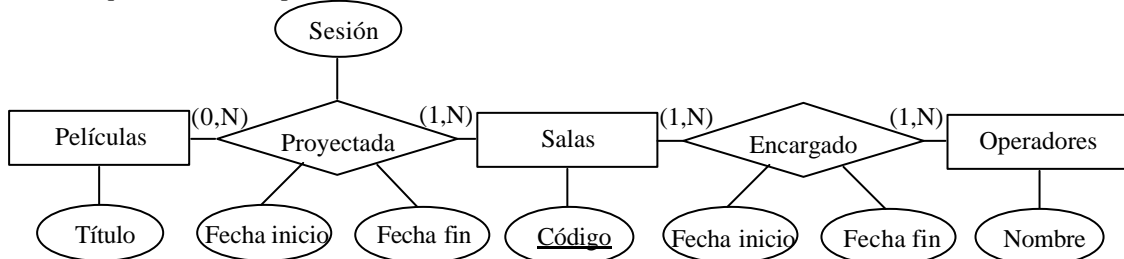 Sesión
(0,N) (1,N) (1,N) (1,N)
Películas Proyectada Salas Encargado Operadores
Título Fecha inicio Fecha fin Código Fecha inicio Fecha fin Nombre